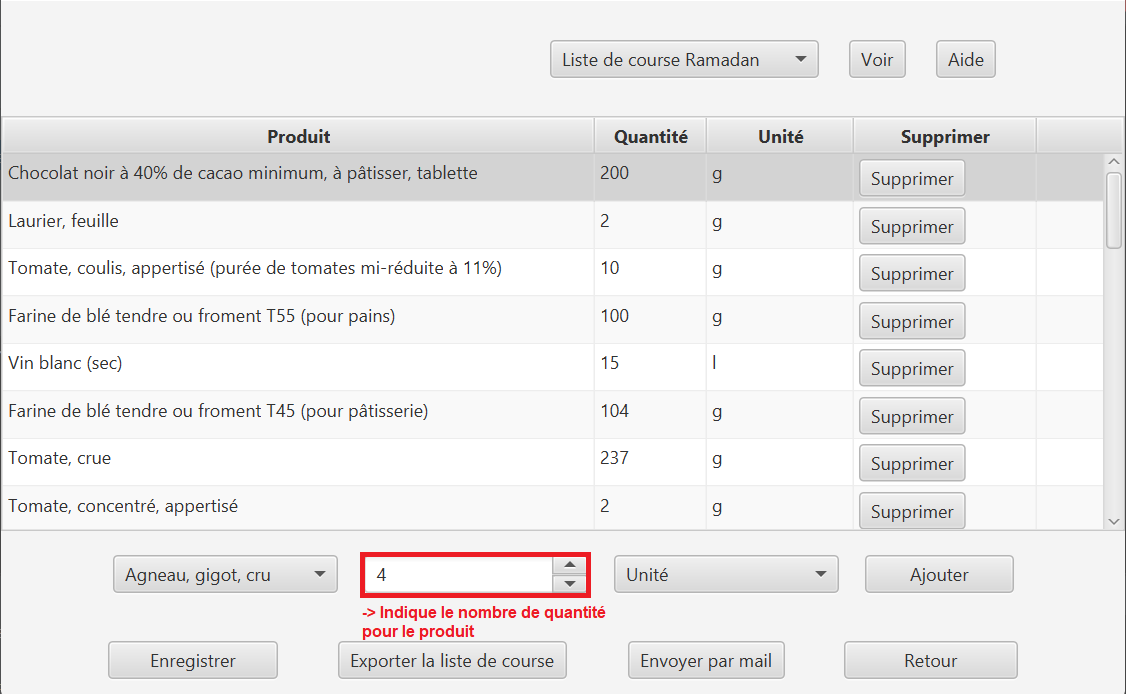 Liste de course Ramadan Voir Aide
Produit Quantité Unité Supprimer
Chocolat noir à 40% de cacao minimum, à pâtisser, tablette 200 g Supprimer
Laurier, feuille 2 g Supprimer
Tomate, coulis, appertisé (purée de tomates mi-réduite à 11%) 10 g Supprimer
Farine de blé tendre ou froment T55 (pour pains) 100 g Supprimer
Vin blanc (sec) 15 l Supprimer
Farine de blé tendre ou froment T45 (pour pâtisserie) 104 g Supprimer
Tomate, crue 237 g Supprimer
Tomate, concentré, appertisé 2 g Supprimer
Agneau, gigot, cru 4 Unité Ajouter
-> Indique le nombre de quantité
pour le produit
Enregistrer Exporter la liste de course Envoyer par mail Retour